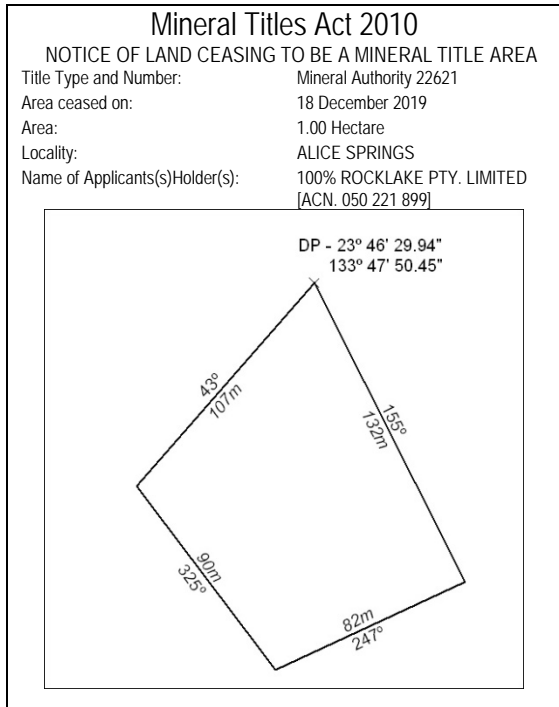 Mineral Titles Act 2010
NOTICE OF LAND CEASING TO BE A MINERAL TITLE AREA
Title Type and Number: Mineral Authority 22621
Area ceased on: 18 December 2019
Area: 1.00 Hectare
Locality: ALICE SPRINGS
Name of Applicants(s)Holder(s): 100% ROCKLAKE PTY. LIMITED
[ACN. 050 221 899]
DP - 23º 46' 29.94"
133º 47' 50.45"
43º
107m
155º
132m
90m
325º
82m
247º